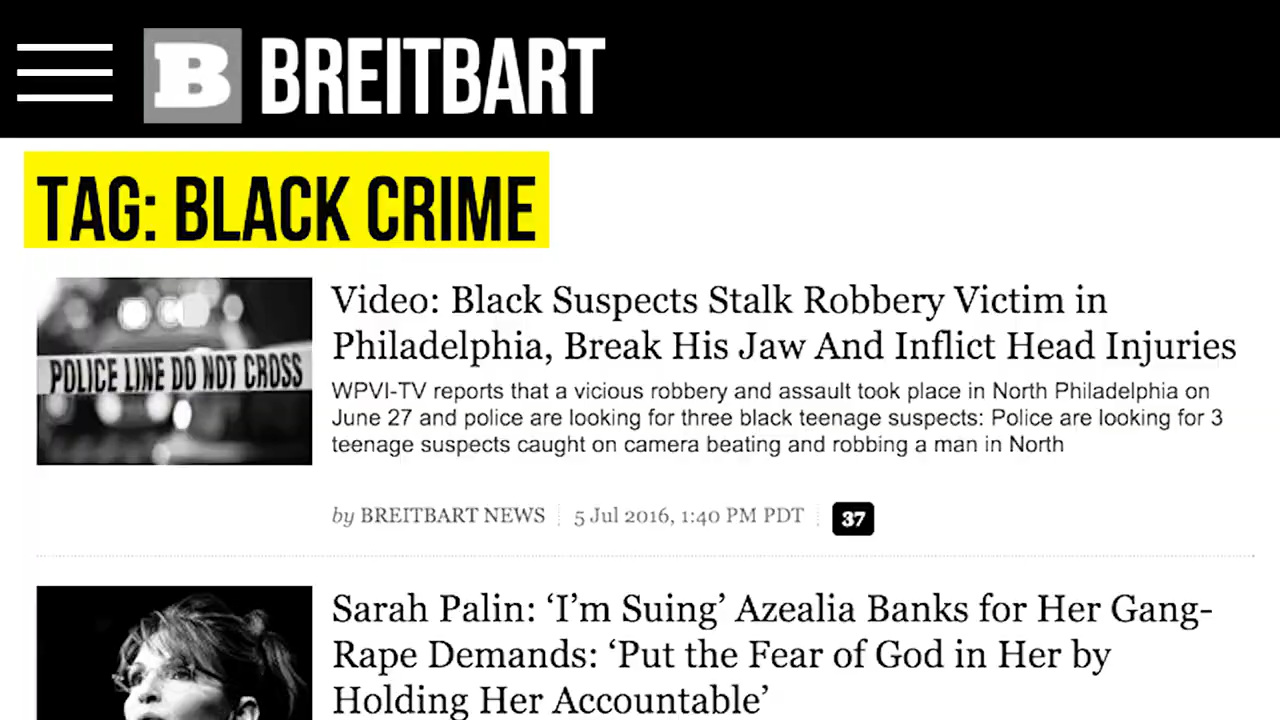 B BREITBART
TAG: BLACK CRIME
POLICE LINE DO NOT CROSS
Video: Black Suspects Stalk Robbery Victim in
Philadelphia, Break His Jaw And Inflict Head Injuries
WPVI-TV reports that a vicious robbery and assault took place in North Philadelphia on
June 27 and police are looking for three black teenage suspects: Police are looking for 3
teenage suspects caught on camera beating and robbing a man in North
by BREITBART NEWS 5 Jul 2016, 1:40 PM PDT 37
Sarah Palin: ‘I’m Suing’ Azealia Banks for Her Gang-
Rape Demands: ‘Put the Fear of God in Her by
Holding Her Accountable’